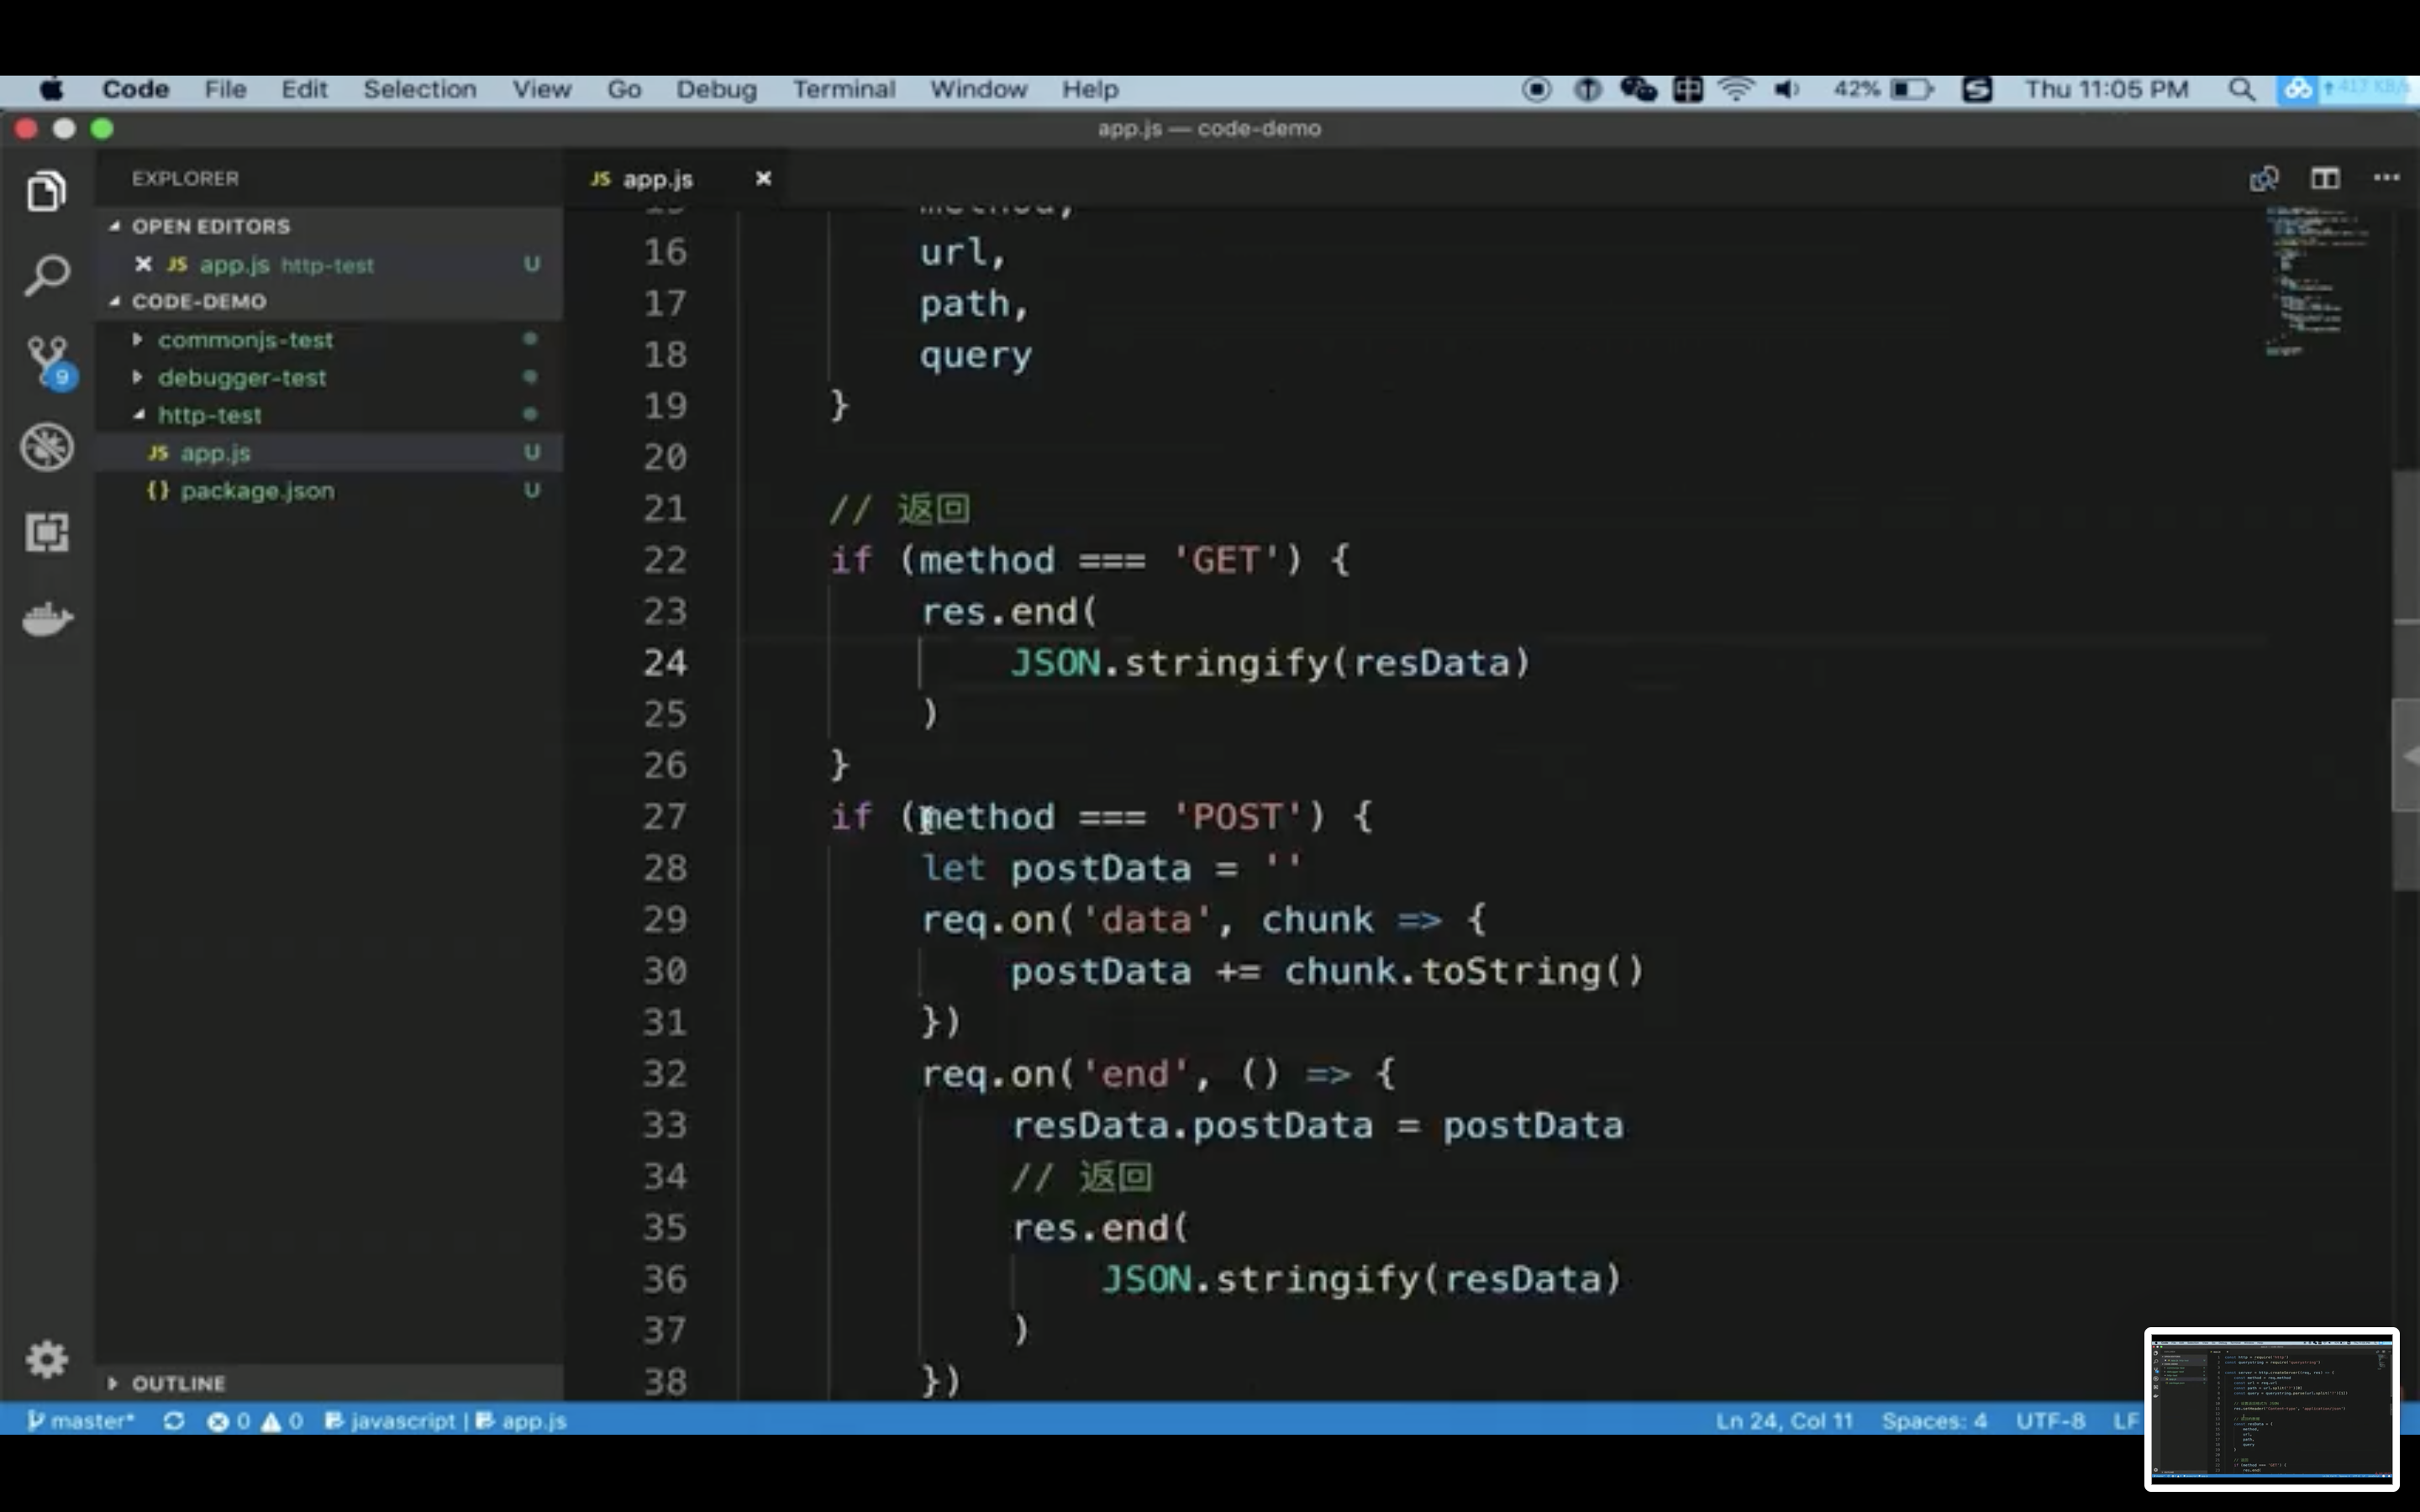 Code File Edit Selection View Go Debug Terminal Window Help 42% Thu 11:05 PM
app.js — code-demo
EXPLORER
OPEN EDITORS
JS app.js http-test U
CODE-DEMO
commonjs-test
debugger-test
http-test
JS app.js U
{} package.json U
OUTLINE
9
JS app.js
16 url,
17 path,
18 query
19 }
20
21 // 返回
22 if (method === 'GET') {
23 res.end(
24 JSON.stringify(resData)
25 )
26 }
27 if (method === 'POST') {
28 let postData = ''
29 req.on('data', chunk => {
30 postData += chunk.toString()
31 })
32 req.on('end', () => {
33 resData.postData = postData
34 // 返回
35 res.end(
36 JSON.stringify(resData)
37 )
38 })
master* 0 0 javascript | app.js Ln 24, Col 11 Spaces: 4 UTF-8 LF